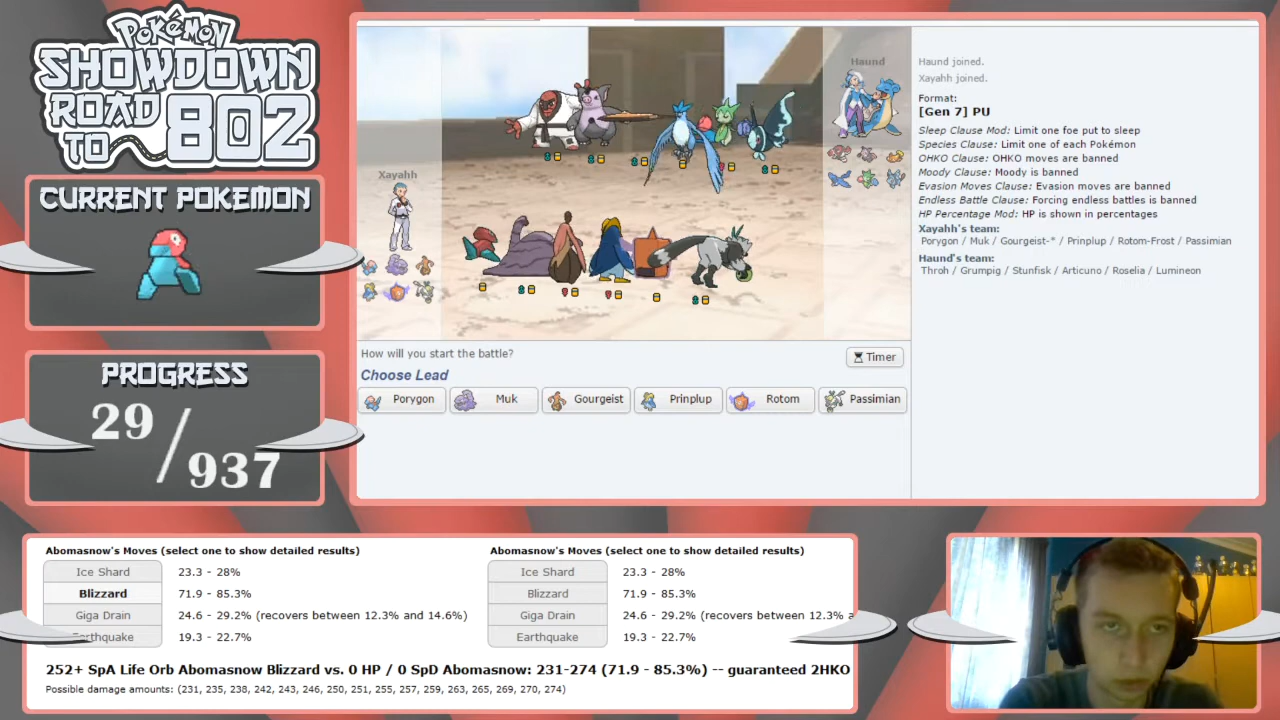 POKÉMON
SHOWDOWN
ROAD
TO 802
CURRENT POKEMON
PROGRESS
29/937
Xayahh
Haund
How will you start the battle?
Timer
Choose Lead
Porygon
Muk
Gourgeist
Prinplup
Rotom
Passimian
Haund joined.
Xayahh joined.
Format:
[Gen 7] PU
Sleep Clause Mod: Limit one foe put to sleep
Species Clause: Limit one of each Pokémon
OHKO Clause: OHKO moves are banned
Moody Clause: Moody is banned
Evasion Moves Clause: Evasion moves are banned
Endless Battle Clause: Forcing endless battles is banned
HP Percentage Mod: HP is shown in percentages
Xayahh's team:
Porygon / Muk / Gourgeist-* / Prinplup / Rotom-Frost / Passimian
Haund's team:
Throh / Grumpig / Stunfisk / Articuno / Roselia / Lumineon
Abomasnow's Moves (select one to show detailed results)
Ice Shard 23.3 - 28%
Blizzard 71.9 - 85.3%
Giga Drain 24.6 - 29.2% (recovers between 12.3% and 14.6%)
Earthquake 19.3 - 22.7%
Abomasnow's Moves (select one to show detailed results)
Ice Shard 23.3 - 28%
Blizzard 71.9 - 85.3%
Giga Drain 24.6 - 29.2% (recovers between 12.3% a
Earthquake 19.3 - 22.7%
252+ SpA Life Orb Abomasnow Blizzard vs. 0 HP / 0 SpD Abomasnow: 231-274 (71.9 - 85.3%) -- guaranteed 2HKO
Possible damage amounts: (231, 235, 238, 242, 243, 246, 250, 251, 255, 257, 259, 263, 265, 269, 270, 274)